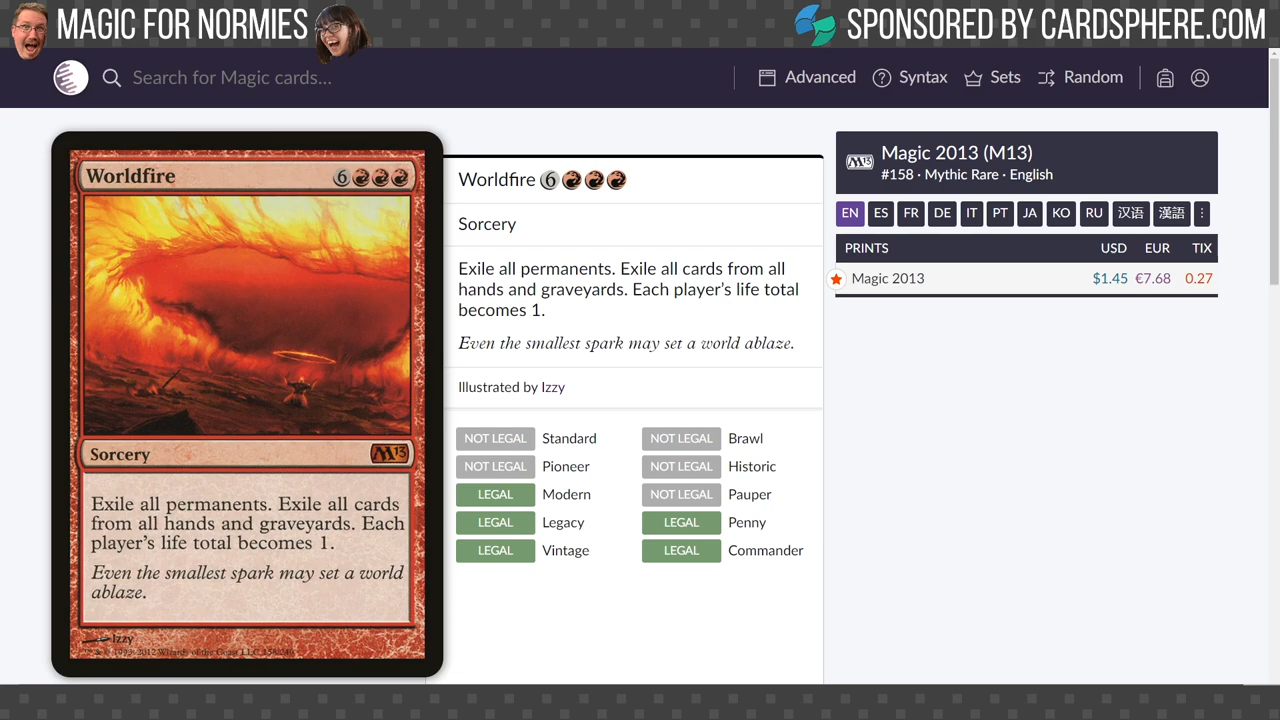 MAGIC FOR NORMIES
SPONSORED BY CARDSPHERE.COM
Search for Magic cards...
Advanced
Syntax
Sets
Random
Worldfire 6
Sorcery
M13
Exile all permanents. Exile all cards
from all hands and graveyards. Each
player's life total becomes 1.
Even the smallest spark may set a world
ablaze.
Izzy
Worldfire 6
Sorcery
Exile all permanents. Exile all cards from all
hands and graveyards. Each player's life total
becomes 1.
Even the smallest spark may set a world ablaze.
Illustrated by Izzy
NOT LEGAL Standard NOT LEGAL Brawl
NOT LEGAL Pioneer NOT LEGAL Historic
LEGAL Modern NOT LEGAL Pauper
LEGAL Legacy LEGAL Penny
LEGAL Vintage LEGAL Commander
M13
Magic 2013 (M13)
#158 · Mythic Rare · English
EN ES FR DE IT PT JA KO RU 汉语 漢語
PRINTS USD EUR TIX
Magic 2013 $1.45 €7.68 0.27